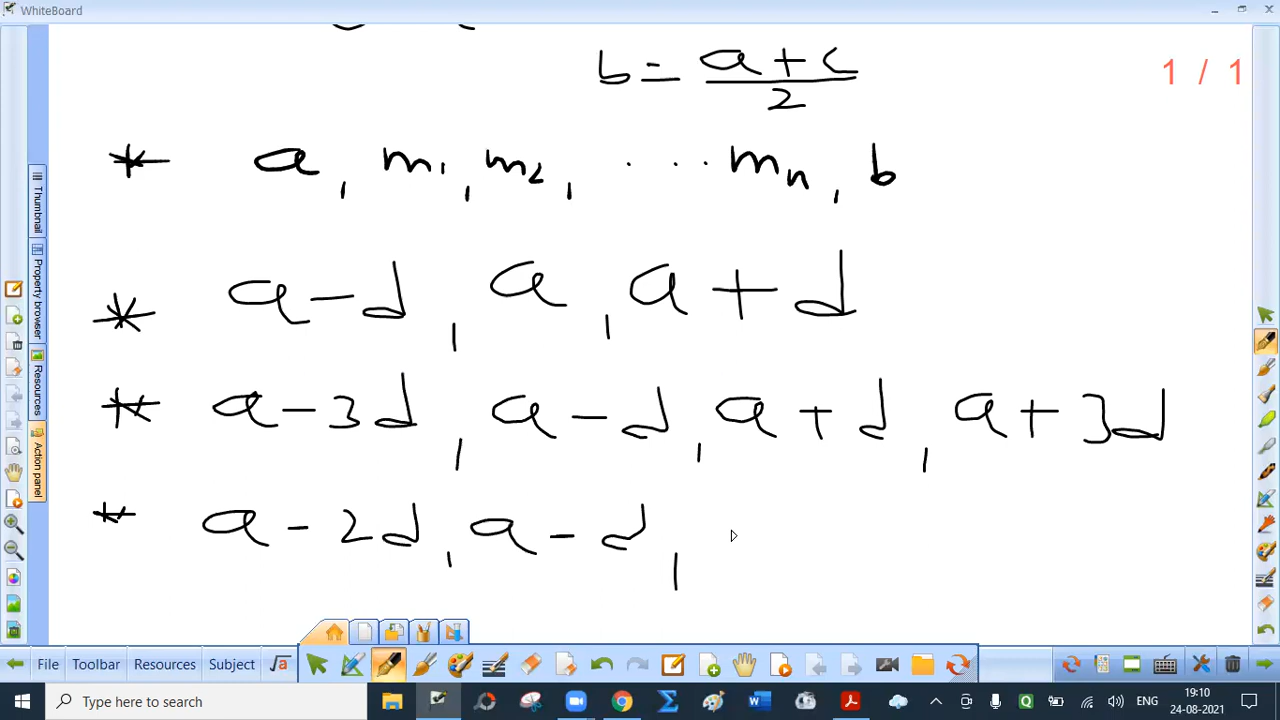 WhiteBoard
b = a + c / 2
1 / 1
* a, m1, m2, . . . mn, b
* a - d, a, a + d
* a - 3d, a - d, a + d, a + 3d
* a - 2d, a - d,
Thumbnail
Property browser
Resources
Action panel
File Toolbar Resources Subject √a
Type here to search
ENG
19:10
24-08-2021